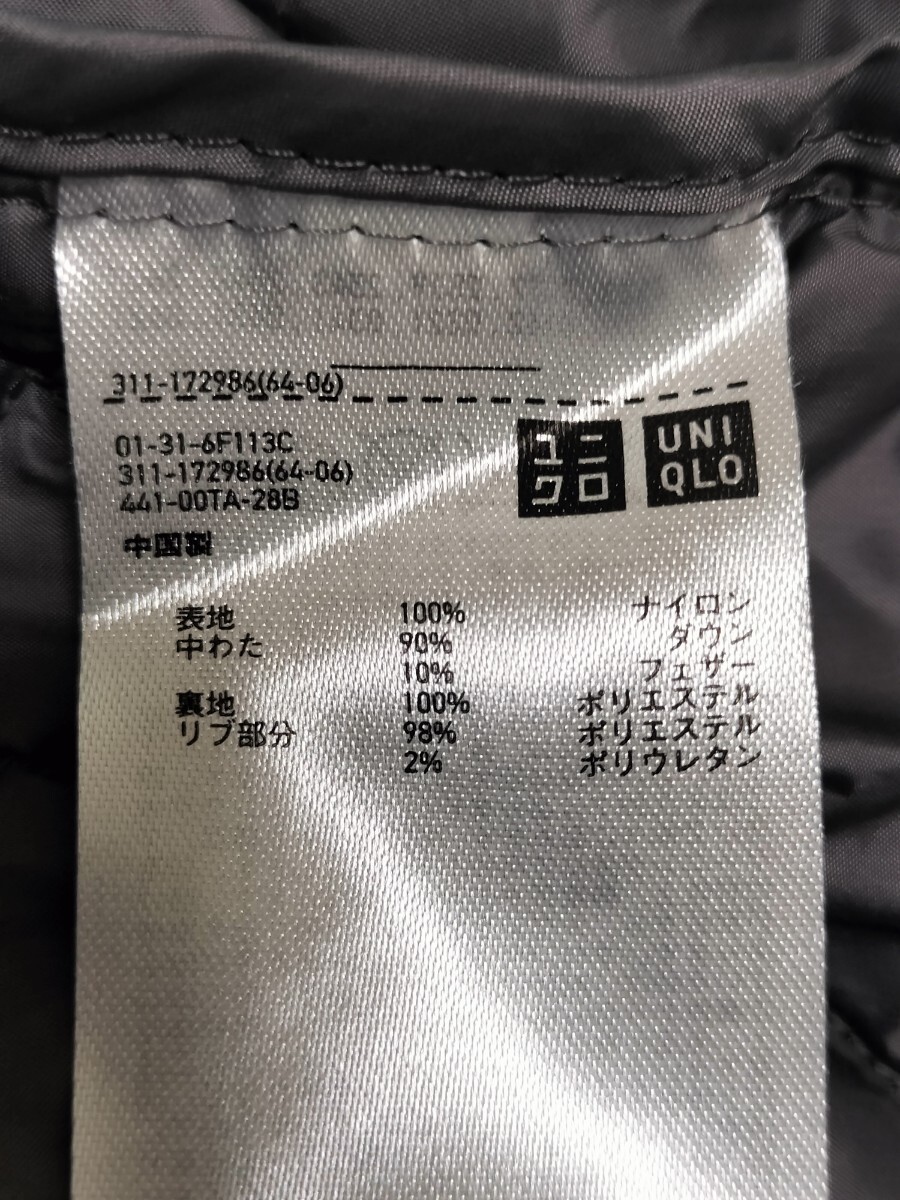 311-172986(64-06)
01-31-6F113C
311-172986(64-06)
441-00TA-28B
中国製
ユニ
クロ
UNI
QLO
表地 100% ナイロン
中わた 90% ダウン
10% フェザー
裏地 100% ポリエステル
リブ部分 98% ポリエステル
2% ポリウレタン